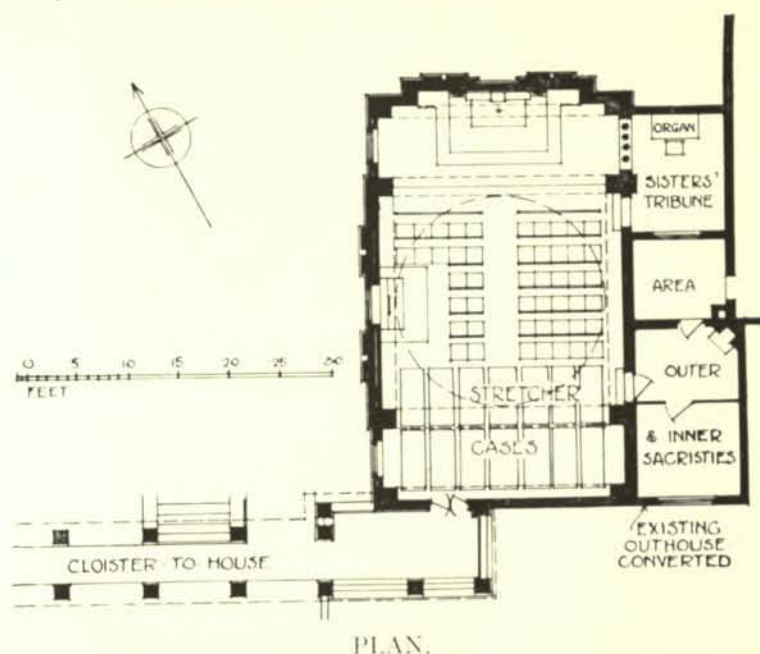 ORGAN
SISTERS'
TRIBUNE
AREA
0 5 10 15 20 30
FEET
STRETCHER
CASES
OUTER
& INNER
SACRISTIES
EXISTING
OUTHOUSE
CONVERTED
CLOISTER TO HOUSE
PLAN.